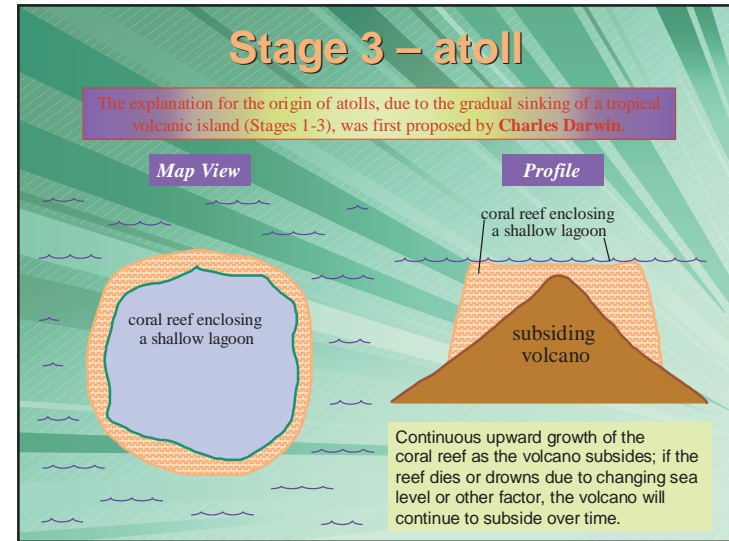 Stage 3 – atoll
The explanation for the origin of atolls, due to the gradual sinking of a tropical
volcanic island (Stages 1-3), was first proposed by Charles Darwin.
Map View
coral reef enclosing
a shallow lagoon
Profile
coral reef enclosing
a shallow lagoon
subsiding
volcano
Continuous upward growth of the
coral reef as the volcano subsides; if the
reef dies or drowns due to changing sea
level or other factor, the volcano will
continue to subside over time.